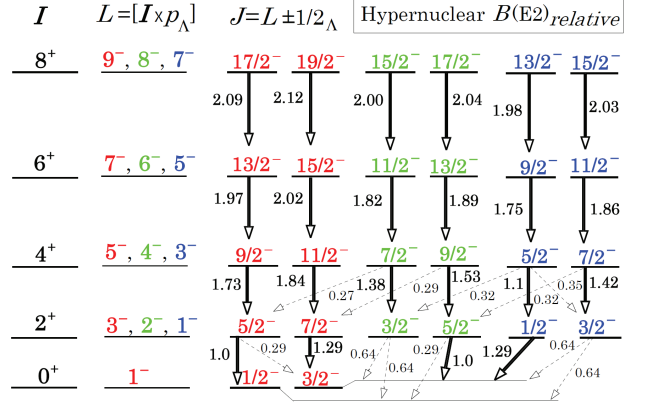 I L=[I×pΛ] J=L±1/2Λ Hypernuclear B(E2)relative
8⁺ 9⁻, 8⁻, 7⁻ 17/2⁻ 19/2⁻ 15/2⁻ 17/2⁻ 13/2⁻ 15/2⁻
2.09 2.12 2.00 2.04 1.98 2.03
6⁺ 7⁻, 6⁻, 5⁻ 13/2⁻ 15/2⁻ 11/2⁻ 13/2⁻ 9/2⁻ 11/2⁻
1.97 2.02 1.82 1.89 1.75 1.86
4⁺ 5⁻, 4⁻, 3⁻ 9/2⁻ 11/2⁻ 7/2⁻ 9/2⁻ 5/2⁻ 7/2⁻
1.73 1.84 0.27 1.38 0.29 1.53 0.32 1.1 0.32 0.35 1.42
2⁺ 3⁻, 2⁻, 1⁻ 5/2⁻ 7/2⁻ 3/2⁻ 5/2⁻ 1/2⁻ 3/2⁻
1.0 0.29 1.29 0.64 0.64 0.29 1.0 1.29 0.64
0⁺ 1⁻ 1/2⁻ 3/2⁻ 0.64